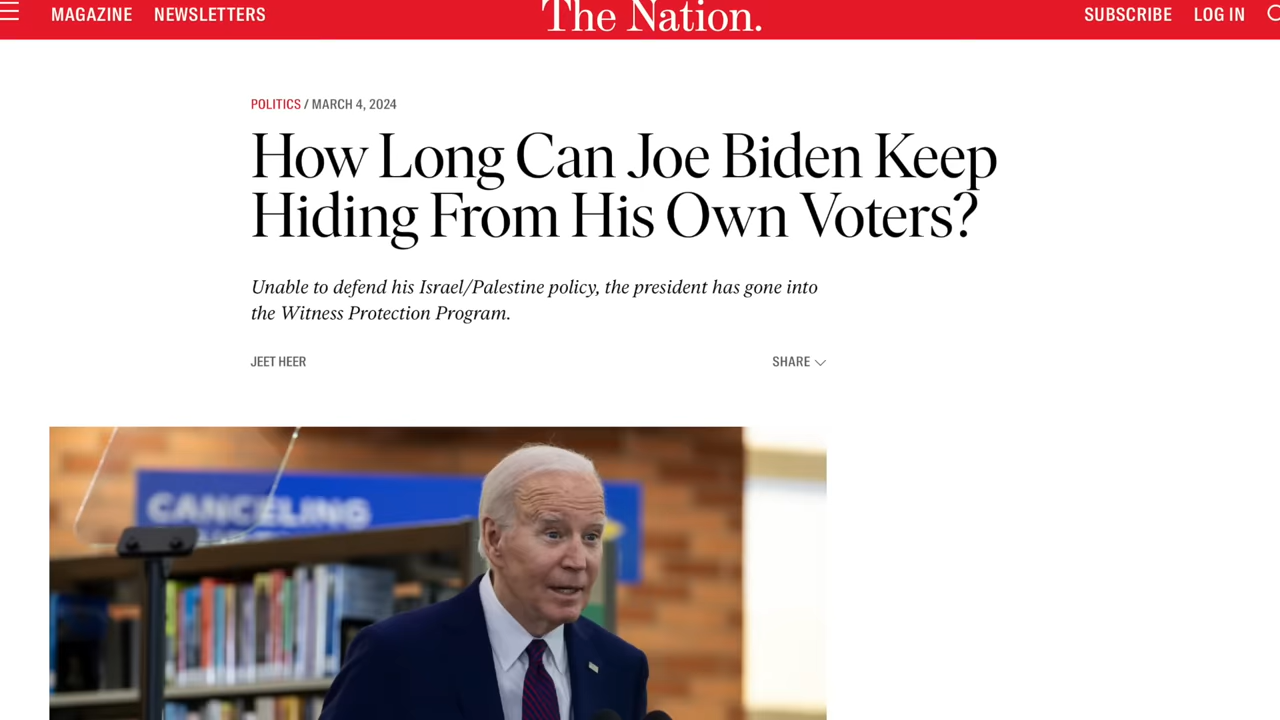 MAGAZINE NEWSLETTERS The Nation. SUBSCRIBE LOG IN
POLITICS / MARCH 4, 2024
How Long Can Joe Biden Keep
Hiding From His Own Voters?
Unable to defend his Israel/Palestine policy, the president has gone into
the Witness Protection Program.
JEET HEER SHARE
CANCELING